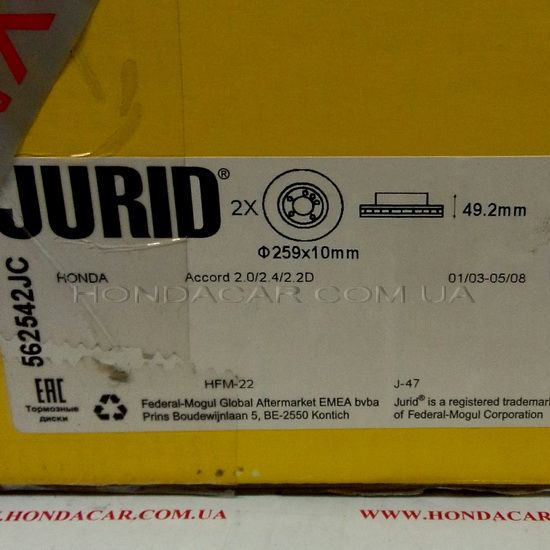 JURID®
2X
49.2mm
Φ259x10mm
562542JC
HONDA Accord 2.0/2.4/2.2D 01/03-05/08
HONDACAR.COM.UA
HFM-22 J-47
EAC
Тормозные
диски
Federal-Mogul Global Aftermarket EMEA bvba
Prins Boudewijnlaan 5, BE-2550 Kontich
Jurid® is a registered trademar
of Federal-Mogul Corporation
WWW.HONDACAR.COM.UA
WWW.HONDACAR